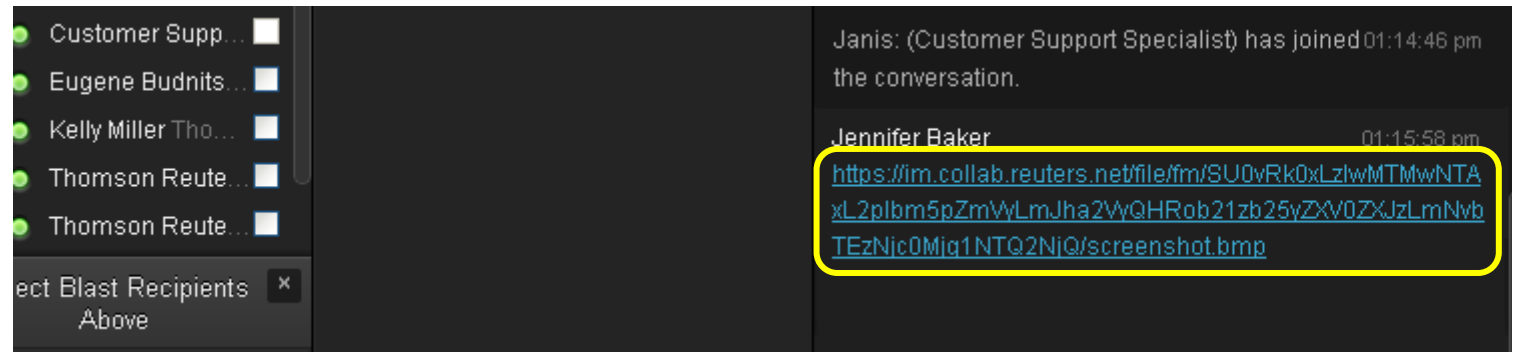 Customer Supp...
Eugene Budnits...
Kelly Miller Tho...
Thomson Reute...
Thomson Reute...
ect Blast Recipients ×
Above
Janis: (Customer Support Specialist) has joined 01:14:46 pm
the conversation.
Jennifer Baker 01:15:58 pm
https://im.collab.reuters.net/file/fm/SU0vRk0xLzIwMTMwNTA
xL2plbm5pZmVyLmJha2VyQHRob21zb25yZXV0ZXJzLmNvb
TEzNjc0Mjg1NTQ2NjQ/screenshot.bmp